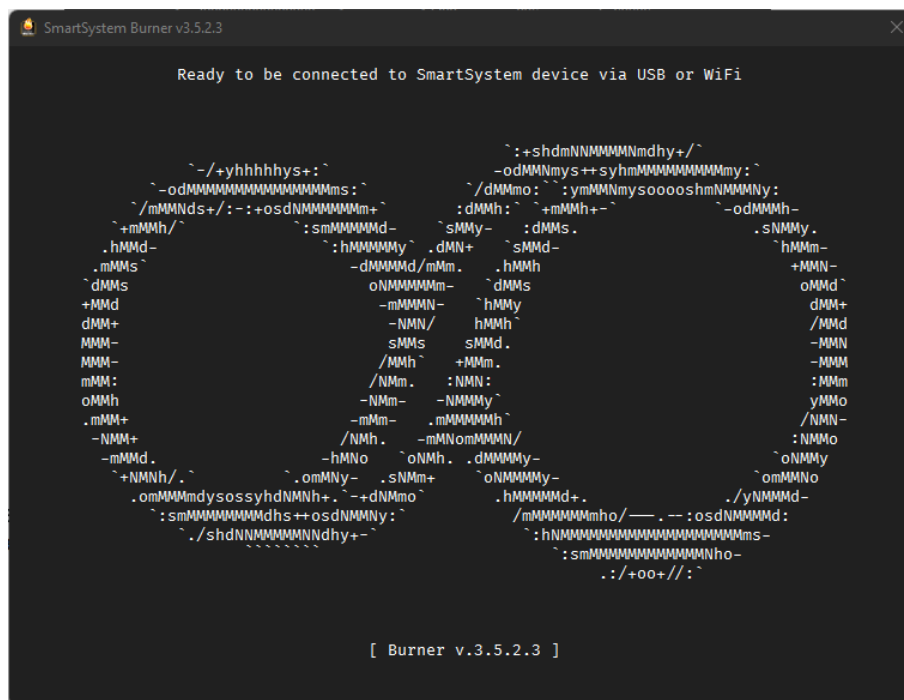 SmartSystem Burner v3.5.2.3
Ready to be connected to SmartSystem device via USB or WiFi
[ Burner v.3.5.2.3 ]